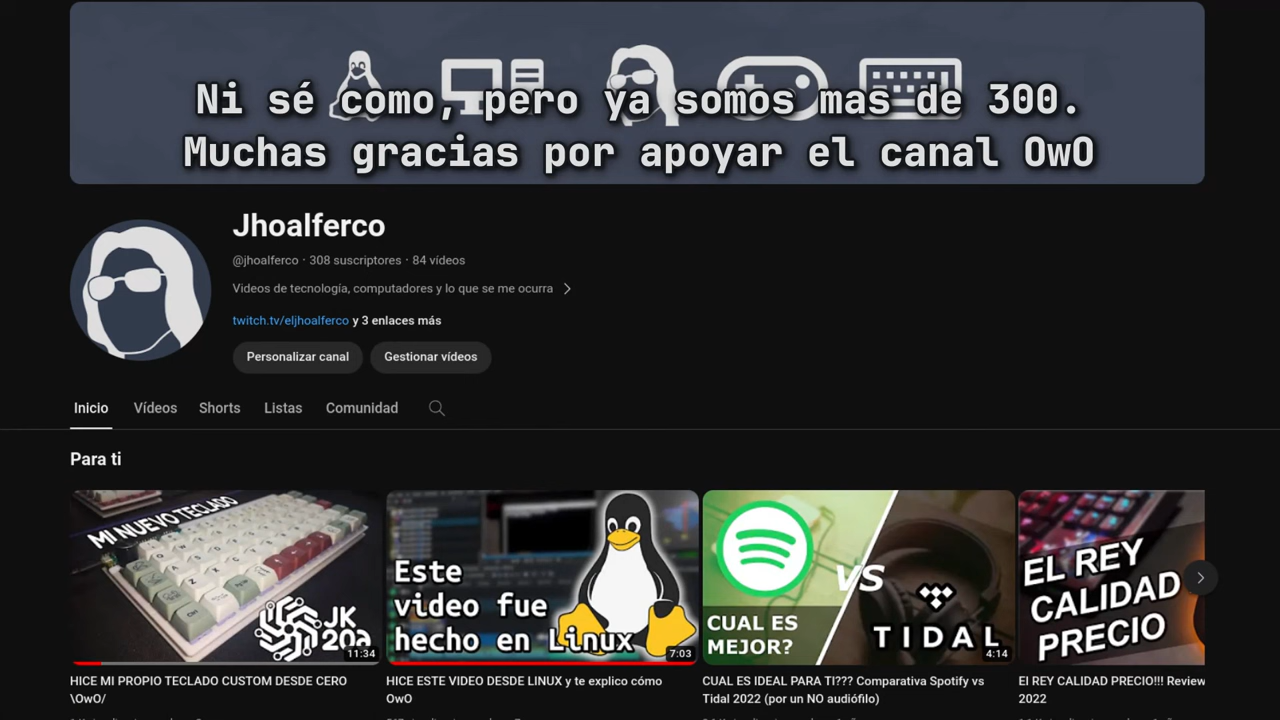 Ni sé como, pero ya somos mas de 300.
Muchas gracias por apoyar el canal OwO
Jhoalferco
@jhoalferco · 308 suscriptores · 84 vídeos
Videos de tecnología, computadores y lo que se me ocurra
twitch.tv/eljhoalferco y 3 enlaces más
Personalizar canal Gestionar vídeos
Inicio Vídeos Shorts Listas Comunidad
Para ti
MI NUEVO TECLADO
JK
11:34
Este
video fue
hecho en Linux
7:03
VS
CUAL ES
MEJOR?
TIDAL
4:14
EL REY
CALIDAD
PRECIO
HICE MI PROPIO TECLADO CUSTOM DESDE CERO
\OwO/
HICE ESTE VIDEO DESDE LINUX y te explico cómo
OwO
CUAL ES IDEAL PARA TI??? Comparativa Spotify vs
Tidal 2022 (por un NO audiófilo)
El REY CALIDAD PRECIO!!! Review
2022